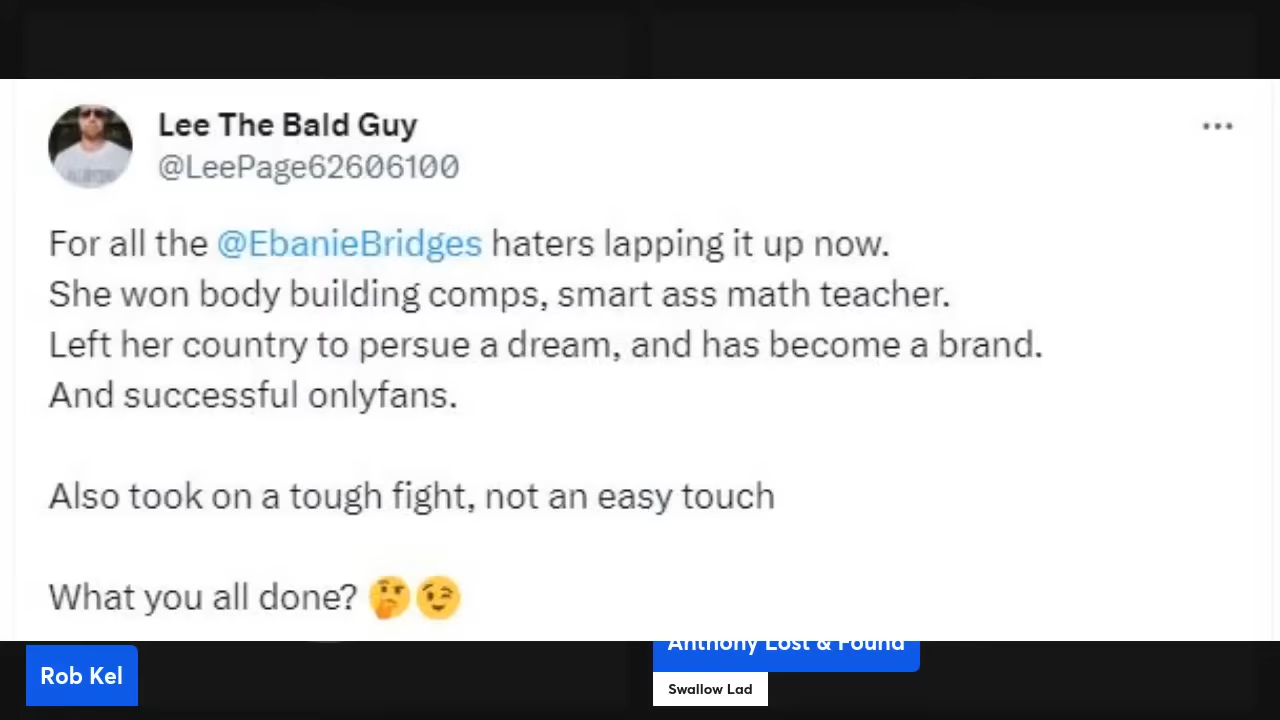 Lee The Bald Guy
@LeePage62606100
For all the @EbanieBridges haters lapping it up now.
She won body building comps, smart ass math teacher.
Left her country to persue a dream, and has become a brand.
And successful onlyfans.
Also took on a tough fight, not an easy touch
What you all done? 🤔😉
Rob Kel
Anthony Lost & Found
Swallow Lad